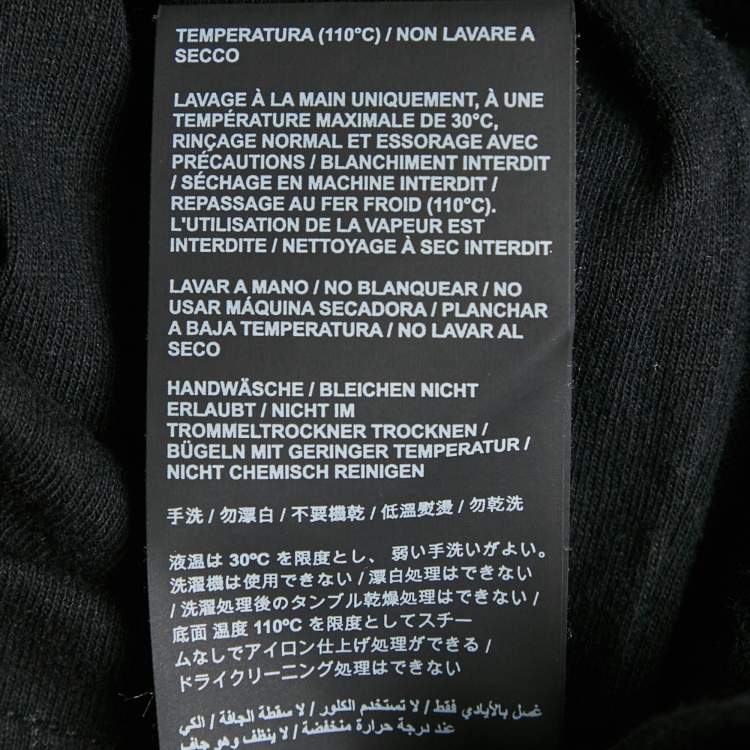 TEMPERATURA (110°C) / NON LAVARE A
SECCO
LAVAGE À LA MAIN UNIQUEMENT, À UNE
TEMPÉRATURE MAXIMALE DE 30°C,
RINÇAGE NORMAL ET ESSORAGE AVEC
PRÉCAUTIONS / BLANCHIMENT INTERDIT
/ SÉCHAGE EN MACHINE INTERDIT /
REPASSAGE AU FER FROID (110°C).
L'UTILISATION DE LA VAPEUR EST
INTERDITE / NETTOYAGE À SEC INTERDIT
LAVAR A MANO / NO BLANQUEAR / NO
USAR MÁQUINA SECADORA / PLANCHAR
A BAJA TEMPERATURA / NO LAVAR AL
SECO
HANDWÄSCHE / BLEICHEN NICHT
ERLAUBT / NICHT IM
TROMMELTROCKNER TROCKNEN /
BÜGELN MIT GERINGER TEMPERATUR /
NICHT CHEMISCH REINIGEN
手洗 / 勿漂白 / 不要機乾 / 低溫熨燙 / 勿乾洗
液温は 30ºC を限度とし、 弱い手洗いがよい。
洗濯機は使用できない / 漂白処理はできない
/ 洗濯処理後のタンブル乾燥処理はできない /
底面 温度 110ºC を限度としてスチー
ムなしでアイロン仕上げ処理ができる /
ドライクリーニング処理はできない
غسل بالأيادي فقط / لا تستخدم الكلور / لا سقطة الجافة / الكي
عند درجة حرارة منخفضة / لا ينظف وهو جاف